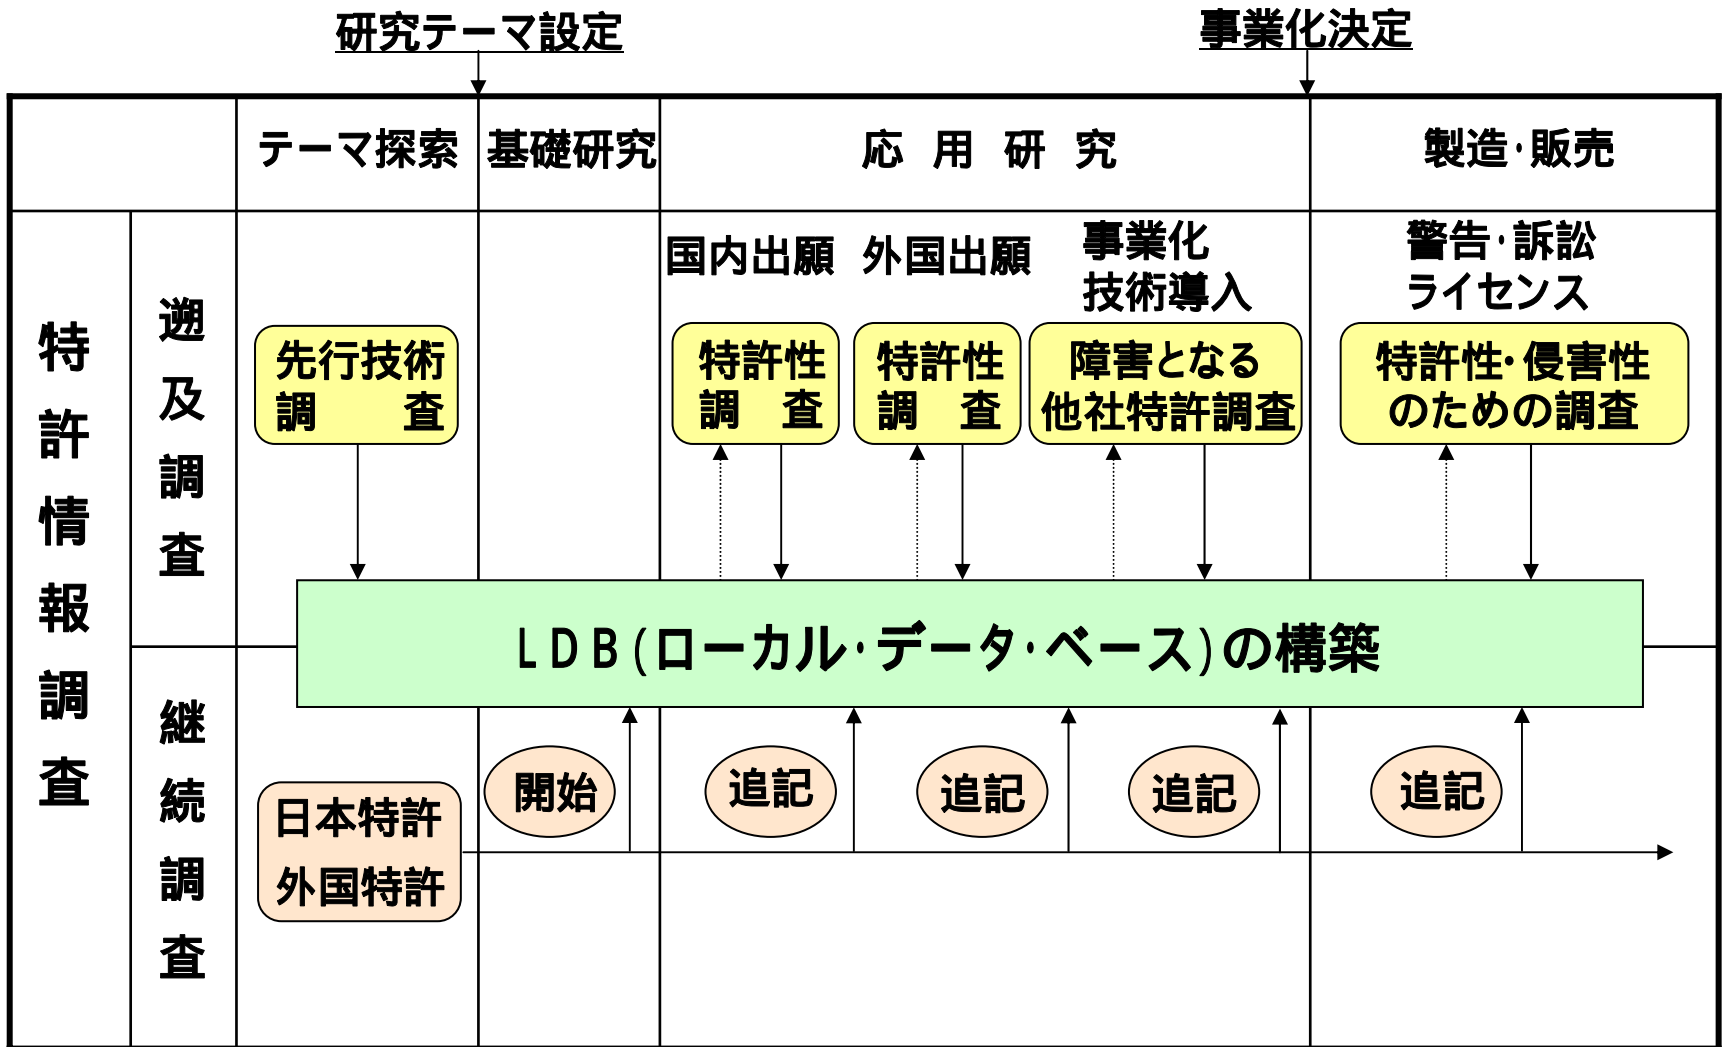 研究テーマ設定
事業化決定
テーマ探索
基礎研究
応用研究
製造・販売
特許情報調査
遡及調査
国内出願
外国出願
事業化
技術導入
警告・訴訟
ライセンス
先行技術
調査
特許性
調査
特許性
調査
障害となる
他社特許調査
特許性・侵害性
のための調査
LDB(ローカル・データ・ベース)の構築
継続調査
開始
追記
追記
追記
追記
日本特許
外国特許